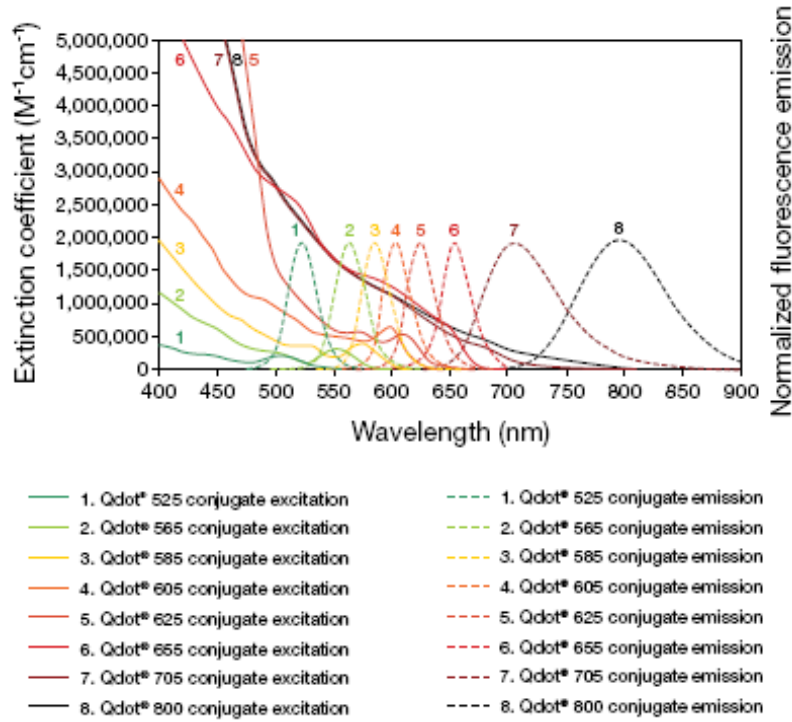 Extinction coefficient (M⁻¹cm⁻¹)
5,000,000
4,500,000
4,000,000
3,500,000
3,000,000
2,500,000
2,000,000
1,500,000
1,000,000
500,000
0
6 7 8 5
4
3
2
1
1 2 3 4 5 6 7 8
400 450 500 550 600 650 700 750 800 850 900
Wavelength (nm)
Normalized fluorescence emission
1. Qdot® 525 conjugate excitation
2. Qdot® 565 conjugate excitation
3. Qdot® 585 conjugate excitation
4. Qdot® 605 conjugate excitation
5. Qdot® 625 conjugate excitation
6. Qdot® 655 conjugate excitation
7. Qdot® 705 conjugate excitation
8. Qdot® 800 conjugate excitation
1. Qdot® 525 conjugate emission
2. Qdot® 565 conjugate emission
3. Qdot® 585 conjugate emission
4. Qdot® 605 conjugate emission
5. Qdot® 625 conjugate emission
6. Qdot® 655 conjugate emission
7. Qdot® 705 conjugate emission
8. Qdot® 800 conjugate emission